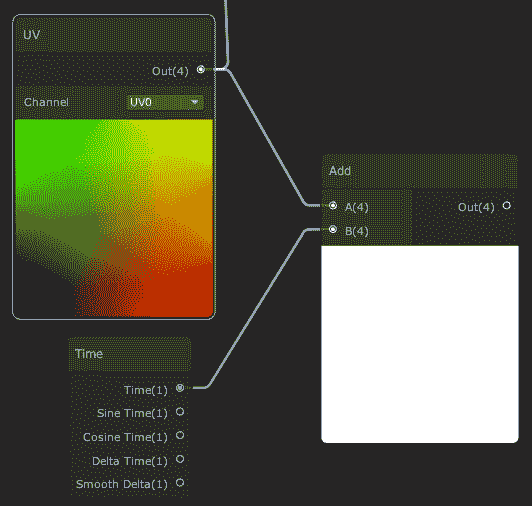 UV
Out(4)
Channel UV0
Add
A(4) Out(4)
B(4)
Time
Time(1)
Sine Time(1)
Cosine Time(1)
Delta Time(1)
Smooth Delta(1)